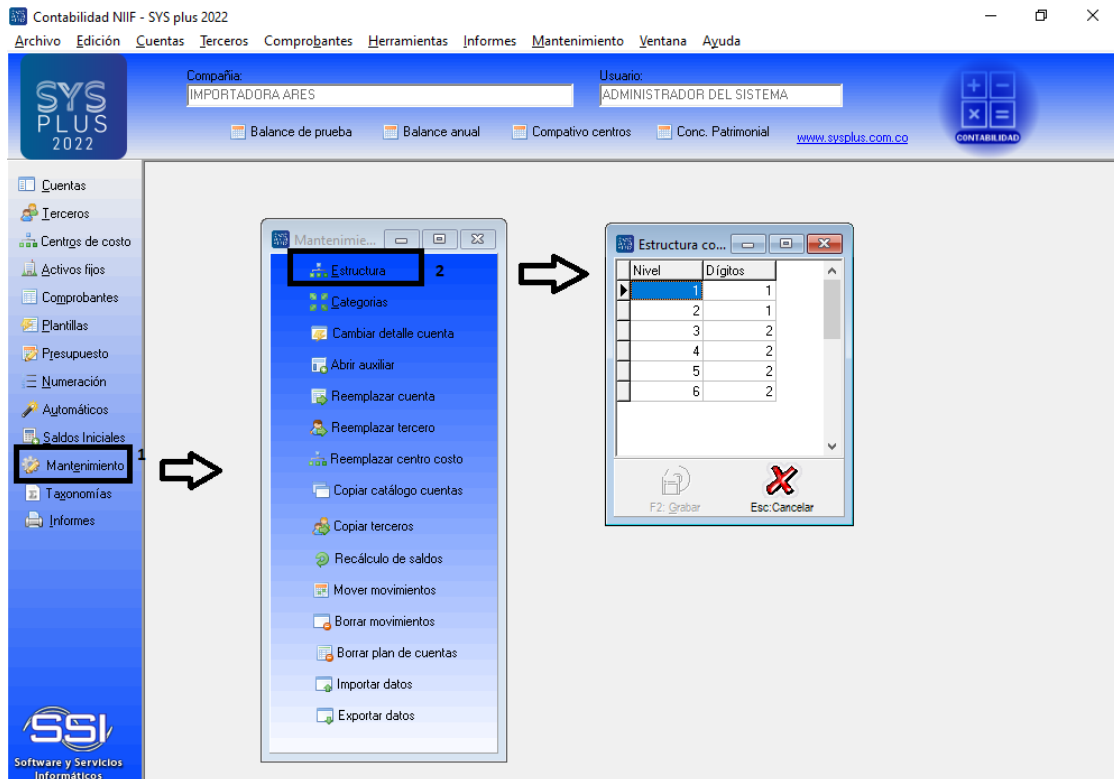 Contabilidad NIIF - SYS plus 2022
Archivo Edición Cuentas Terceros Comprobantes Herramientas Informes Mantenimiento Ventana Ayuda
SYS
PLUS
2022
Compañia:
IMPORTADORA ARES
Usuario:
ADMINISTRADOR DEL SISTEMA
Balance de prueba Balance anual Compativo centros Conc. Patrimonial www.sysplus.com.co
CONTABILIDAD
Cuentas
Terceros
Centros de costo
Activos fijos
Comprobantes
Plantillas
Presupuesto
Numeración
Automáticos
Saldos Iniciales
Mantenimiento 1
Taxonomías
Informes
SSI
Software y Servicios
Informáticos
Mantenimie...
Estructura 2
Categorias
Cambiar detalle cuenta
Abrir auxiliar
Reemplazar cuenta
Reemplazar tercero
Reemplazar centro costo
Copiar catálogo cuentas
Copiar terceros
Recálculo de saldos
Mover movimientos
Borrar movimientos
Borrar plan de cuentas
Importar datos
Exportar datos
Estructura co...
Nivel Dígitos
1 1
2 1
3 2
4 2
5 2
6 2
F2: Grabar Esc:Cancelar